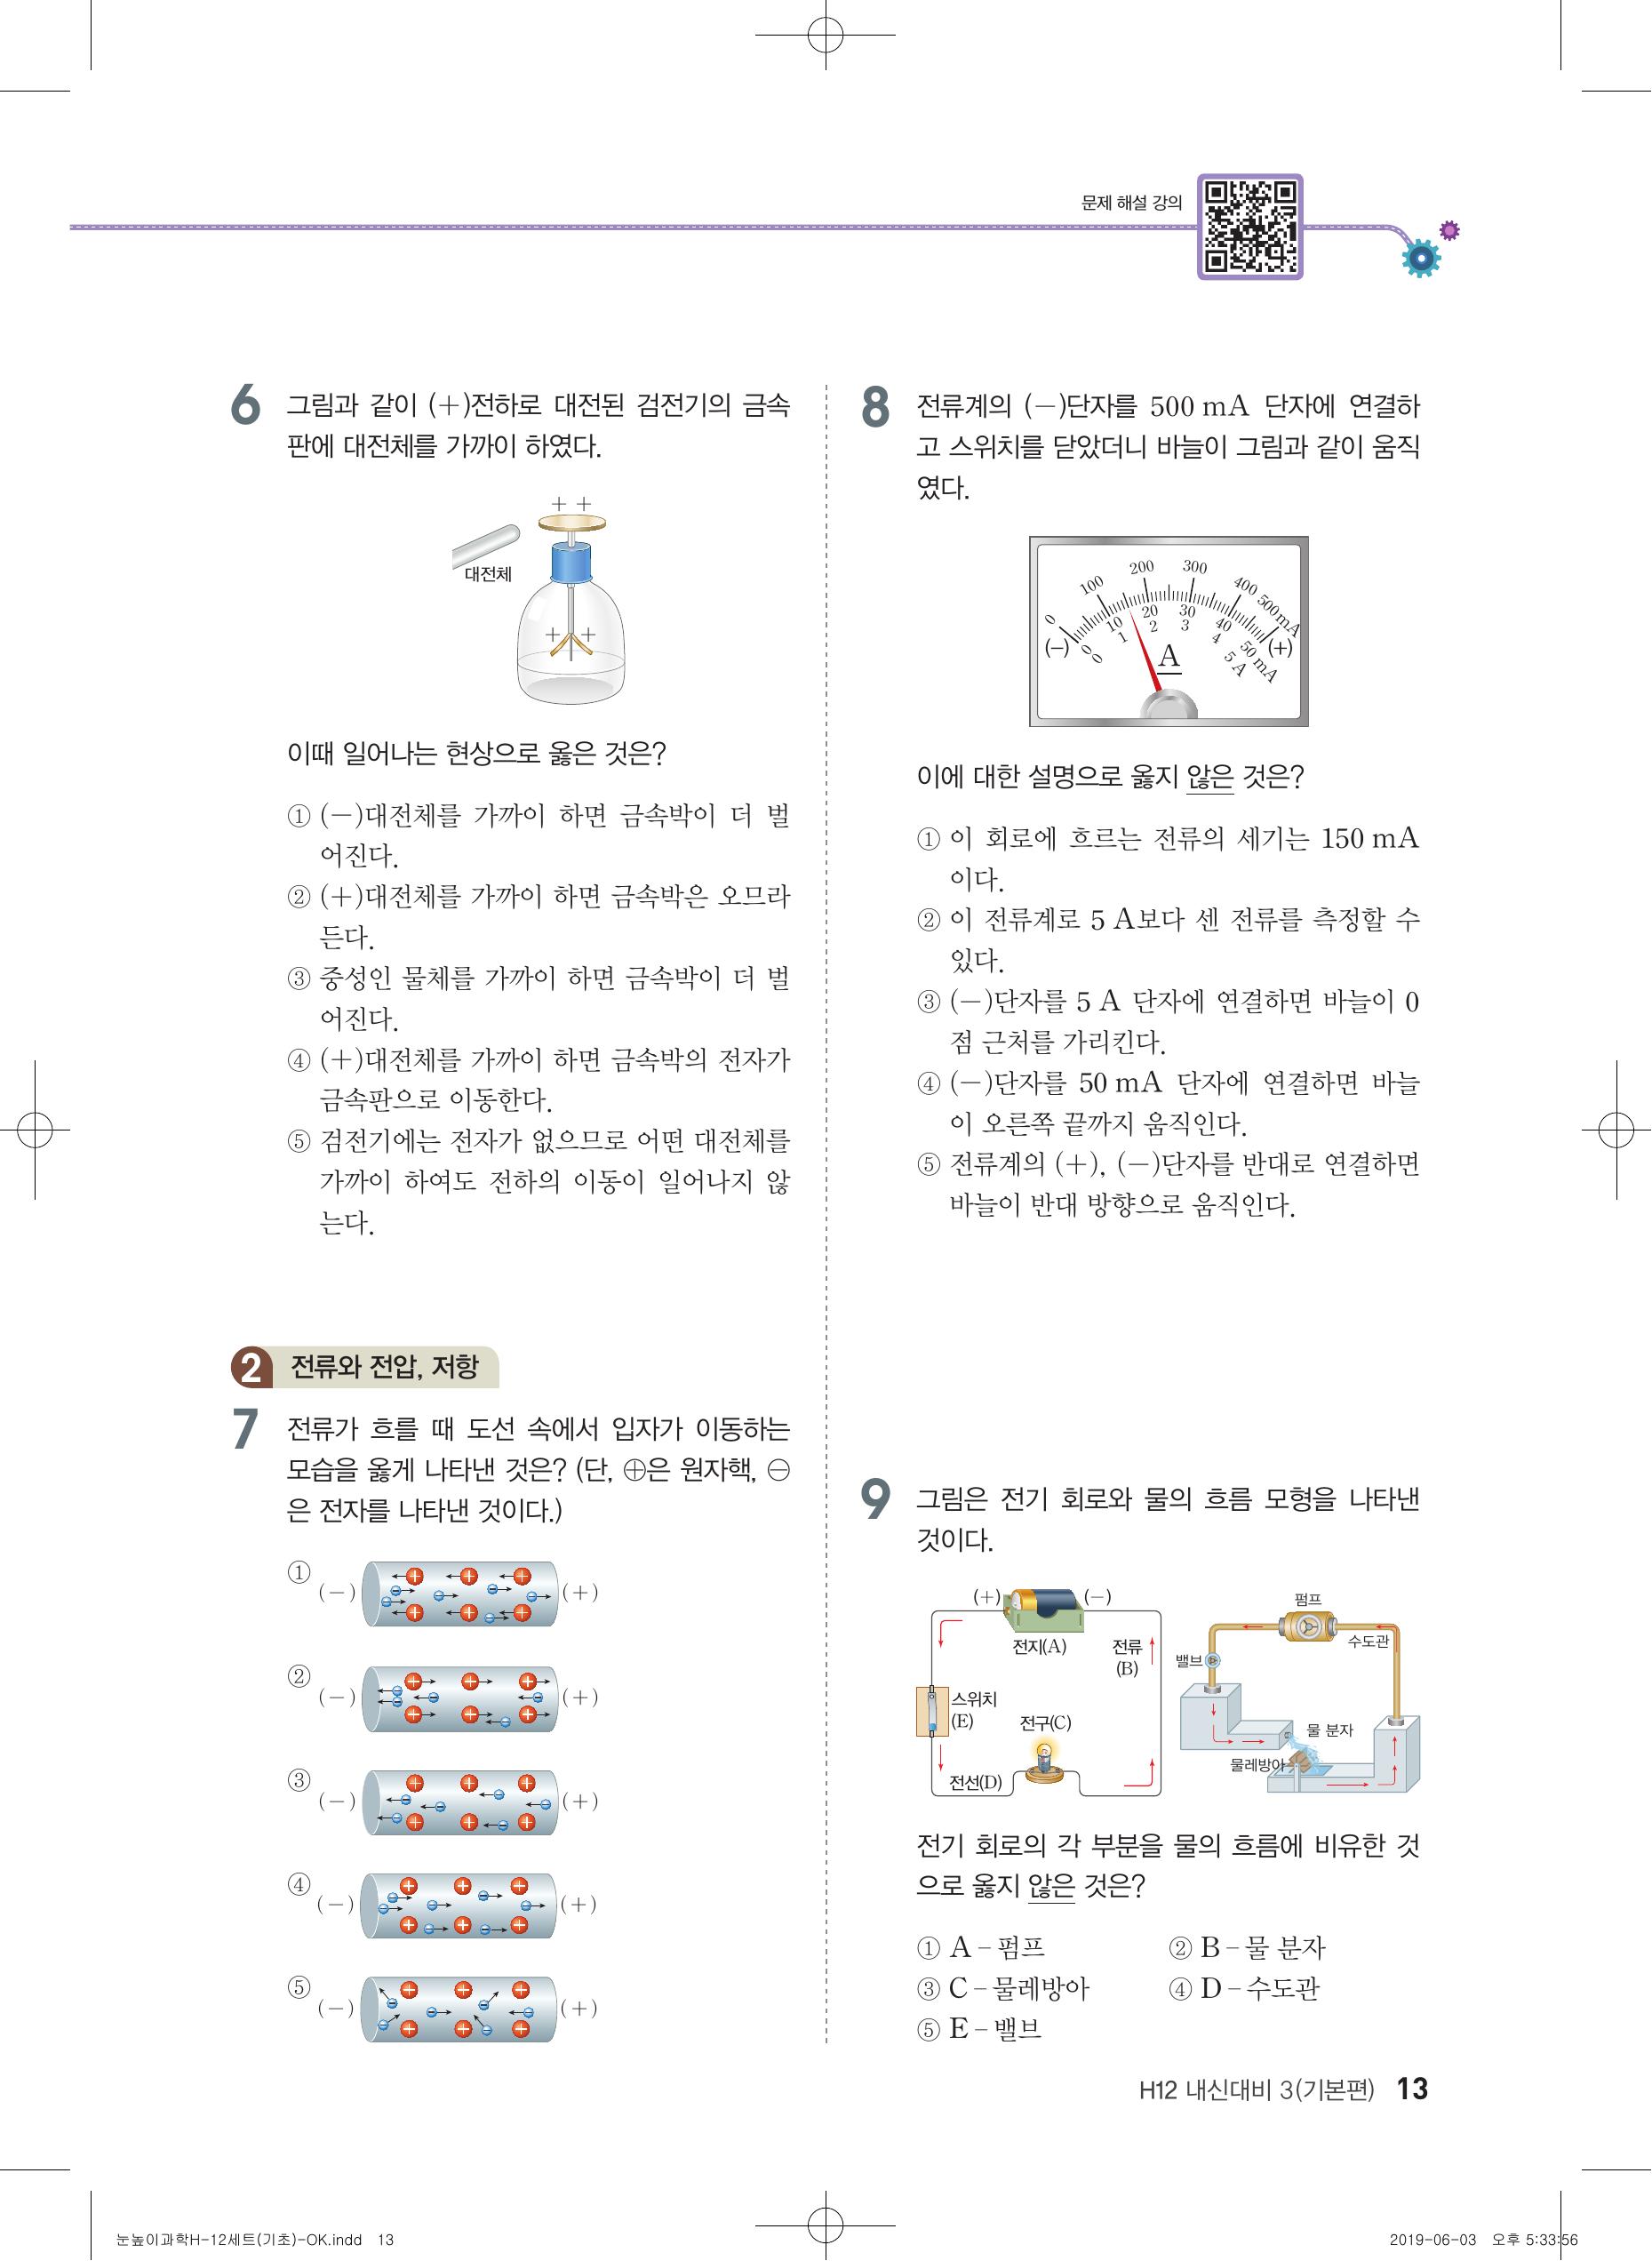 문제 해설 강의
6 그림과 같이 (+)전하로 대전된 검전기의 금속
판에 대전체를 가까이 하였다.
+ +
대전체
+ +
이때 일어나는 현상으로 옳은 것은?
① (-)대전체를 가까이 하면 금속박이 더 벌
어진다.
② (+)대전체를 가까이 하면 금속박은 오므라
든다.
③ 중성인 물체를 가까이 하면 금속박이 더 벌
어진다.
④ (+)대전체를 가까이 하면 금속박의 전자가
금속판으로 이동한다.
⑤ 검전기에는 전자가 없으므로 어떤 대전체를
가까이 하여도 전하의 이동이 일어나지 않
는다.
2 전류와 전압, 저항
7 전류가 흐를 때 도선 속에서 입자가 이동하는
모습을 옳게 나타낸 것은? (단, ⊕은 원자핵, ⊖
은 전자를 나타낸 것이다.)
① (-) (+)
② (-) (+)
③ (-) (+)
④ (-) (+)
⑤ (-) (+)
8 전류계의 (-)단자를 500 mA 단자에 연결하
고 스위치를 닫았더니 바늘이 그림과 같이 움직
였다.
0 100 200 300 400 500 mA
0 10 20 30 40 50 mA
0 1 2 3 4 5 A
(-) (+)
A
이에 대한 설명으로 옳지 않은 것은?
① 이 회로에 흐르는 전류의 세기는 150 mA
이다.
② 이 전류계로 5 A보다 센 전류를 측정할 수
있다.
③ (-)단자를 5 A 단자에 연결하면 바늘이 0
점 근처를 가리킨다.
④ (-)단자를 50 mA 단자에 연결하면 바늘
이 오른쪽 끝까지 움직인다.
⑤ 전류계의 (+), (-)단자를 반대로 연결하면
바늘이 반대 방향으로 움직인다.
9 그림은 전기 회로와 물의 흐름 모형을 나타낸
것이다.
(+) (-)
전지(A)
전류
(B)
스위치
(E)
전구(C)
전선(D)
펌프
수도관
밸브
물 분자
물레방아
전기 회로의 각 부분을 물의 흐름에 비유한 것
으로 옳지 않은 것은?
① A – 펌프 ② B – 물 분자
③ C – 물레방아 ④ D – 수도관
⑤ E – 밸브
H12 내신대비 3(기본편) 13
눈높이과학H-12세트(기초)-OK.indd 13
2019-06-03 오후 5:33:56